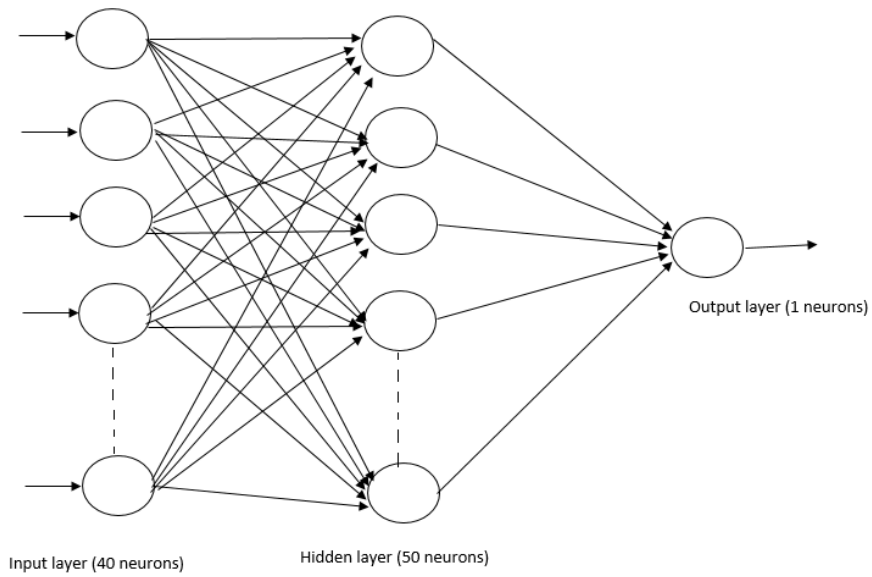 Output layer (1 neurons)
Input layer (40 neurons)
Hidden layer (50 neurons)